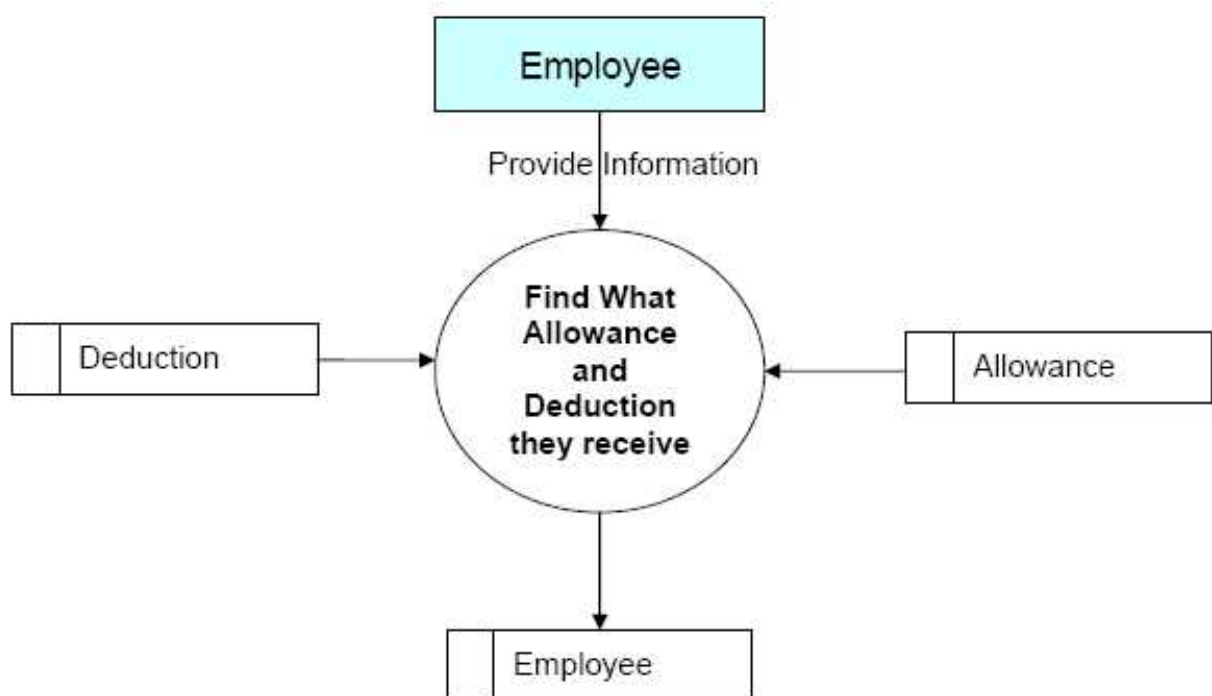 Employee
Provide Information
Find What
Allowance
and
Deduction
they receive
Deduction
Allowance
Employee